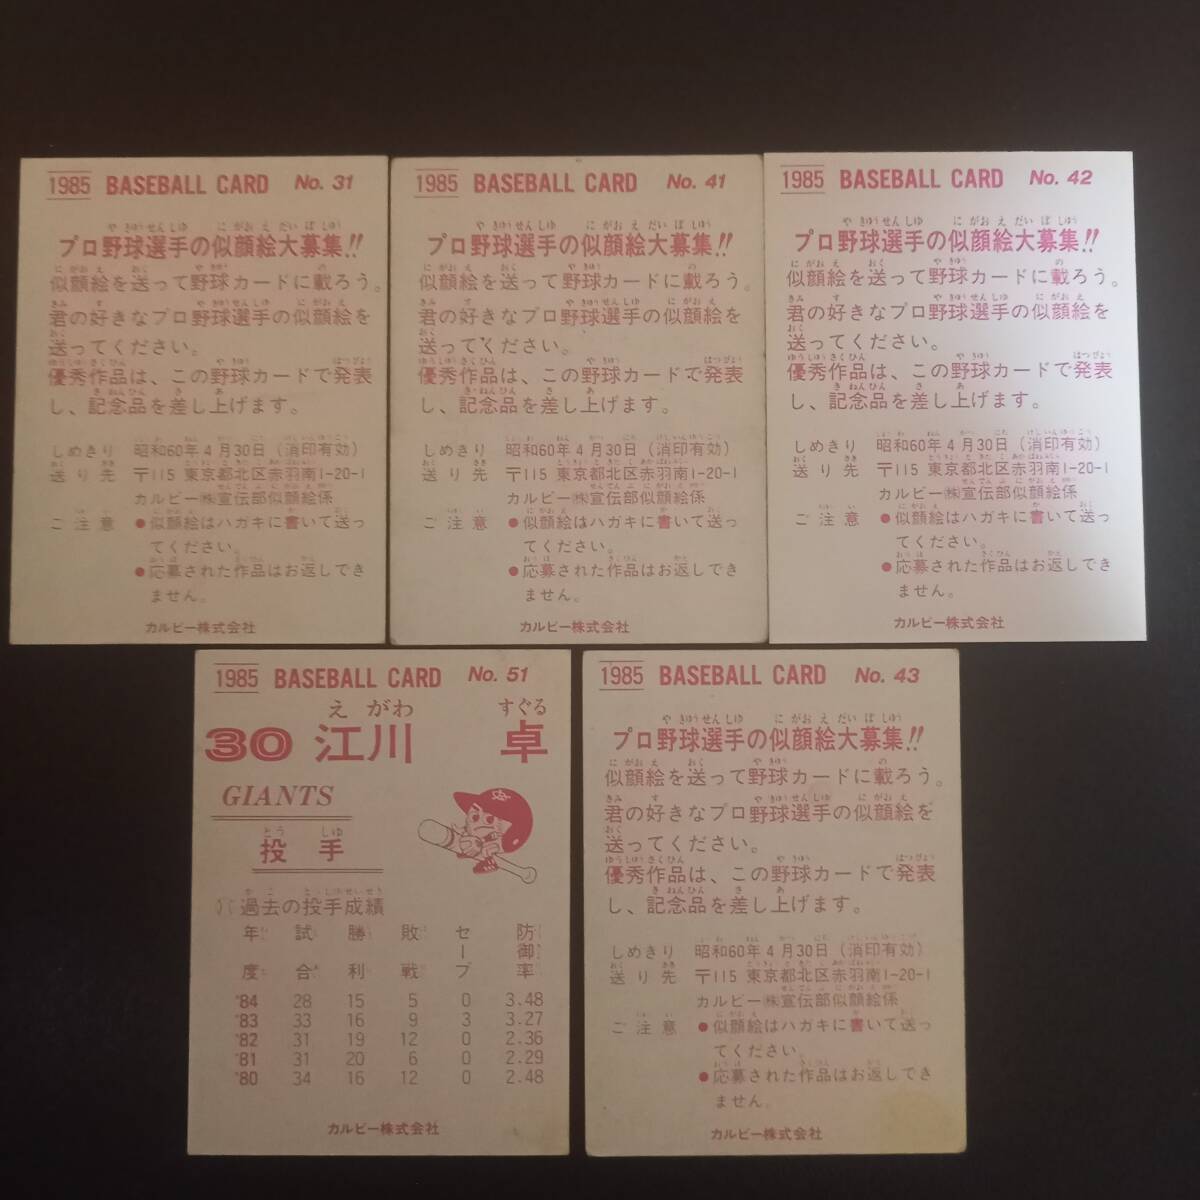 1985 BASEBALL CARD No. 31
プロ野球選手の似顔絵大募集!!
似顔絵を送って野球カードに載ろう。
君の好きなプロ野球選手の似顔絵を
送ってください。
優秀作品は、この野球カードで発表
し、記念品を差し上げます。
しめきり 昭和60年4月30日(消印有効)
送り先 〒115 東京都北区赤羽南1-20-1
カルビー㈱宣伝部似顔絵係
ご注意 ●似顔絵はハガキに書いて送っ
てください。
●応募された作品はお返しでき
ません。
カルビー株式会社
1985 BASEBALL CARD No. 41
プロ野球選手の似顔絵大募集!!
似顔絵を送って野球カードに載ろう。
君の好きなプロ野球選手の似顔絵を
送ってください。
優秀作品は、この野球カードで発表
し、記念品を差し上げます。
しめきり 昭和60年4月30日(消印有効)
送り先 〒115 東京都北区赤羽南1-20-1
カルビー㈱宣伝部似顔絵係
ご注意 ●似顔絵はハガキに書いて送っ
てください。
●応募された作品はお返しでき
ません。
カルビー株式会社
1985 BASEBALL CARD No. 42
プロ野球選手の似顔絵大募集!!
似顔絵を送って野球カードに載ろう。
君の好きなプロ野球選手の似顔絵を
送ってください。
優秀作品は、この野球カードで発表
し、記念品を差し上げます。
しめきり 昭和60年4月30日(消印有効)
送り先 〒115 東京都北区赤羽南1-20-1
カルビー㈱宣伝部似顔絵係
ご注意 ●似顔絵はハガキに書いて送っ
てください。
●応募された作品はお返しでき
ません。
カルビー株式会社
1985 BASEBALL CARD No. 51
えがわ すぐる
30 江川 卓
GIANTS
とう しゅ
投手
過去の投手成績
年度 試合 勝利 敗戦 セーブ 防御率
'84 28 15 5 0 3.48
'83 33 16 9 3 3.27
'82 31 19 12 0 2.36
'81 31 20 6 0 2.29
'80 34 16 12 0 2.48
カルビー株式会社
1985 BASEBALL CARD No. 43
プロ野球選手の似顔絵大募集!!
似顔絵を送って野球カードに載ろう。
君の好きなプロ野球選手の似顔絵を
送ってください。
優秀作品は、この野球カードで発表
し、記念品を差し上げます。
しめきり 昭和60年4月30日(消印有効)
送り先 〒115 東京都北区赤羽南1-20-1
カルビー㈱宣伝部似顔絵係
ご注意 ●似顔絵はハガキに書いて送っ
てください。
●応募された作品はお返しでき
ません。
カルビー株式会社